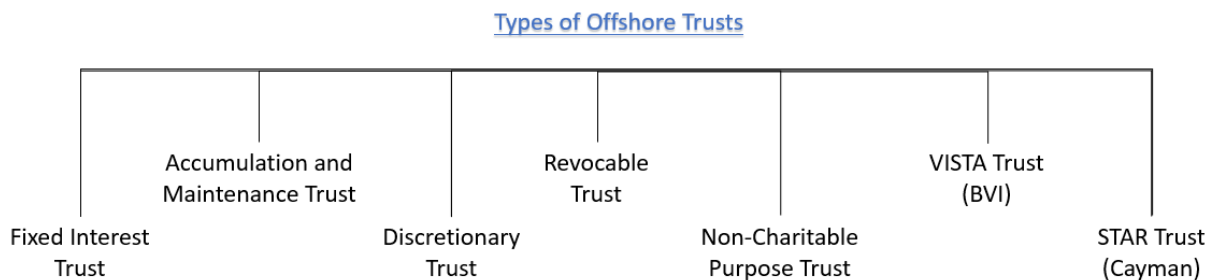 Types of Offshore Trusts
Accumulation and
Maintenance Trust
Revocable
Trust
VISTA Trust
(BVI)
Fixed Interest
Trust
Discretionary
Trust
Non-Charitable
Purpose Trust
STAR Trust
(Cayman)